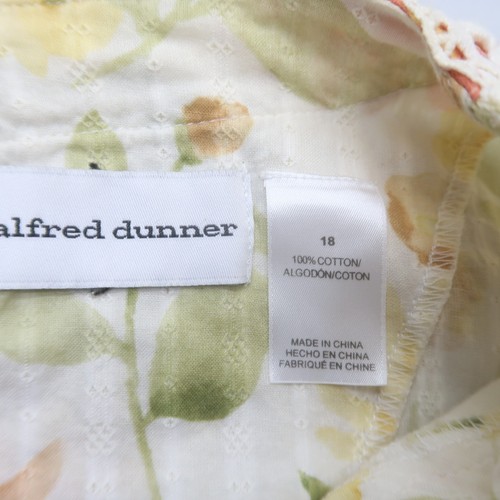 alfred dunner
18
100% COTTON/
ALGODÓN/COTON
MADE IN CHINA
HECHO EN CHINA
FABRIQUÉ EN CHINE